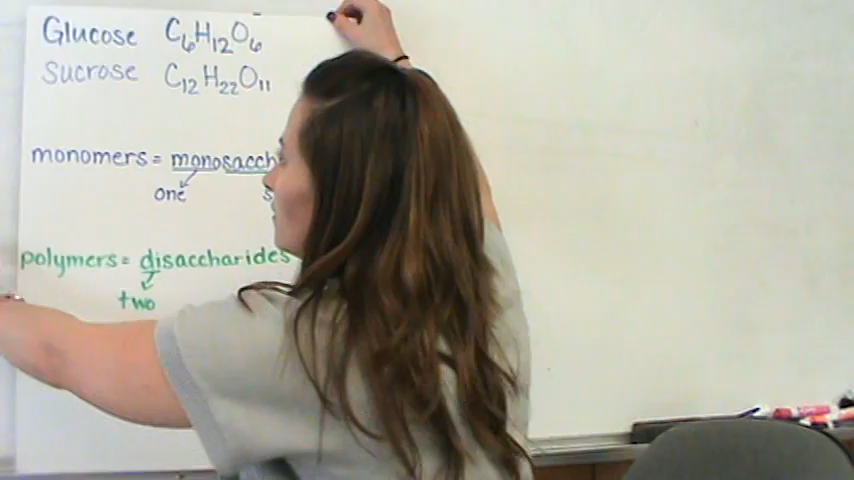 Glucose C₆H₁₂O₆
Sucrose C₁₂H₂₂O₁₁
monomers = monosacch
one s
polymers = disaccharides
two